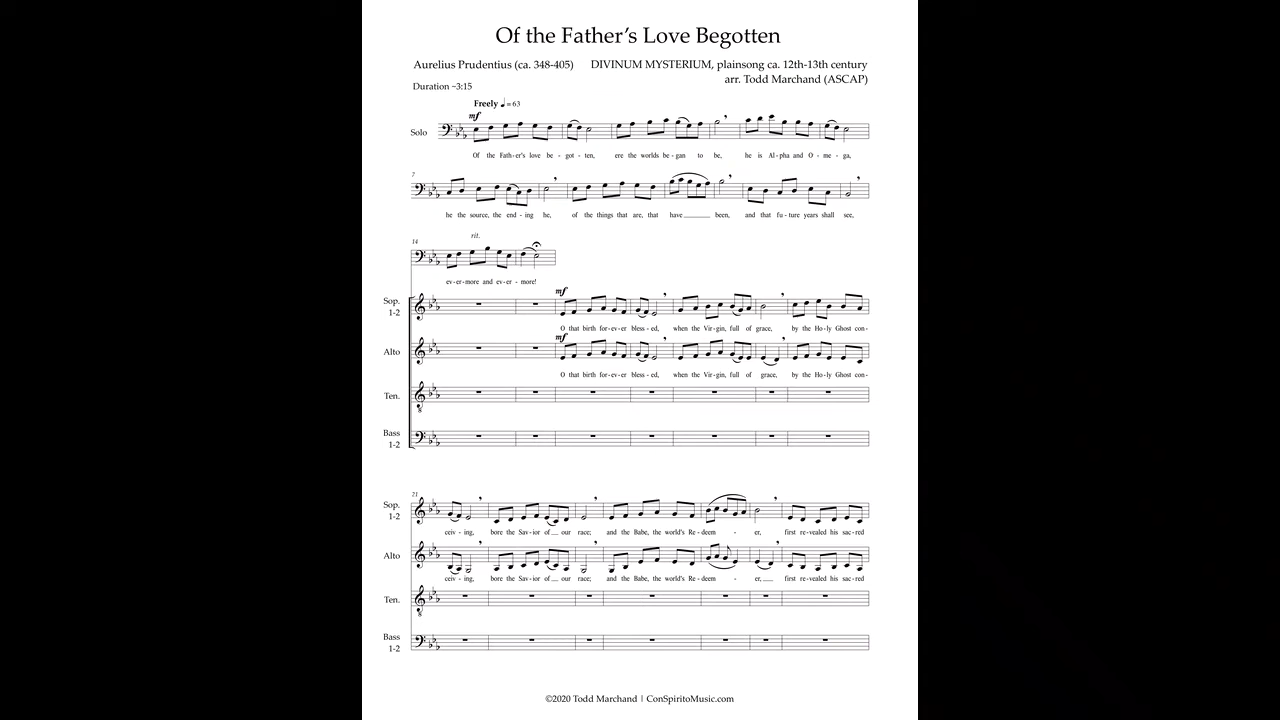 Of the Father's Love Begotten
Aurelius Prudentius (ca. 348-405) DIVINUM MYSTERIUM, plainsong ca. 12th-13th century
arr. Todd Marchand (ASCAP)
Duration ~3:15
Freely ♩ = 63
mf
Solo
Of the Fath-er's love be - got - ten, ere the worlds be - gan to be, he is Al-pha and O - me - ga,
7
he the source, the end - ing he, of the things that are, that have ______ been, and that fu - ture years shall see,
14
rit.
ev-er-more and ev-er - more!
mf
Sop.
1-2
O that birth for-ev-er bless - ed, when the Vir-gin, full of grace, by the Ho-ly Ghost con-
mf
Alto
O that birth for-ev-er bless - ed, when the Vir-gin, full of grace, by the Ho-ly Ghost con-
Ten.
Bass
1-2
21
Sop.
1-2
ceiv - ing, bore the Sav-ior of __ our race; and the Babe, the world's Re - deem - er, first re-vealed his sac-red
Alto
ceiv - ing, bore the Sav-ior of __ our race; and the Babe, the world's Re - deem - er, ___ first re-vealed his sac-red
Ten.
Bass
1-2
©2020 Todd Marchand | ConSpiritoMusic.com